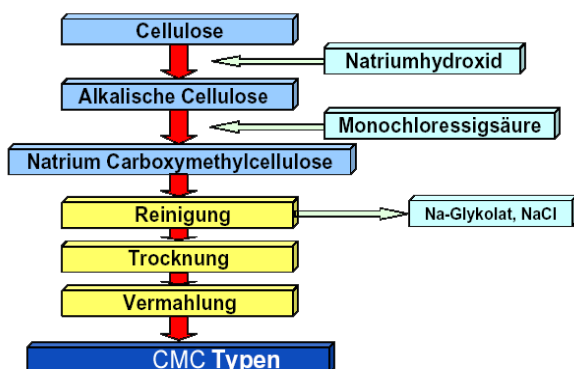 Cellulose
Natriumhydroxid
Alkalische Cellulose
Monochloressigsäure
Natrium Carboxymethylcellulose
Reinigung
Na-Glykolat, NaCl
Trocknung
Vermahlung
CMC Typen